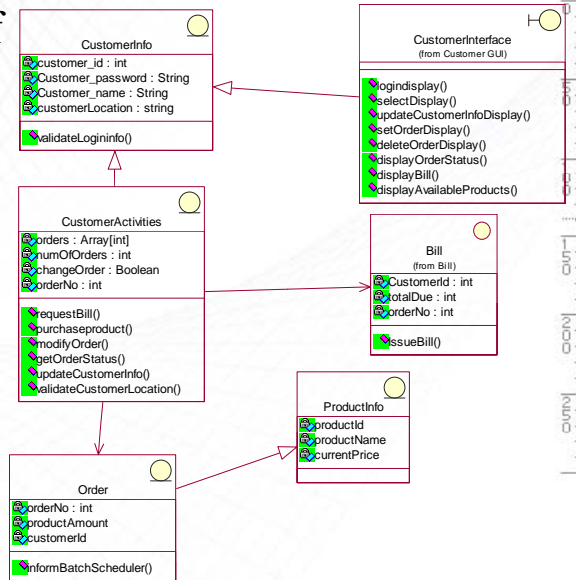 CustomerInfo
customer_id : int
Customer_password : String
Customer_name : String
customerLocation : string
validateLogininfo()
CustomerInterface
(from Customer GUI)
logindisplay()
selectDisplay()
updateCustomerInfoDisplay()
setOrderDisplay()
deleteOrderDisplay()
displayOrderStatus()
displayBill()
displayAvailableProducts()
CustomerActivities
orders : Array[int]
numOfOrders : int
changeOrder : Boolean
orderNo : int
requestBill()
purchaseproduct()
modifyOrder()
getOrderStatus()
updateCustomerInfo()
validateCustomerLocation()
Bill
(from Bill)
CustomerId : int
totalDue : int
orderNo : int
issueBill()
ProductInfo
productId
productName
currentPrice
Order
orderNo : int
productAmount
customerId
informBatchScheduler()
150
200
250